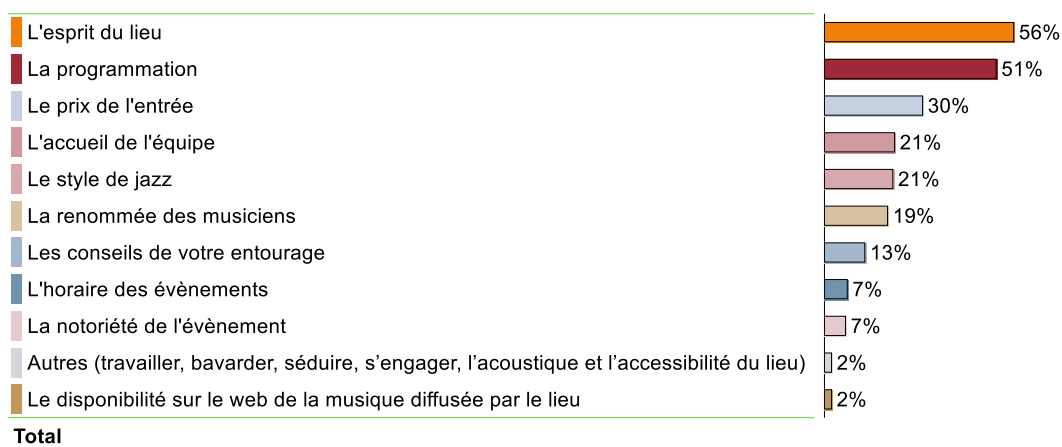 L'esprit du lieu 56%
La programmation 51%
Le prix de l'entrée 30%
L'accueil de l'équipe 21%
Le style de jazz 21%
La renommée des musiciens 19%
Les conseils de votre entourage 13%
L'horaire des évènements 7%
La notoriété de l'évènement 7%
Autres (travailler, bavarder, séduire, s’engager, l’acoustique et l’accessibilité du lieu) 2%
Le disponibilité sur le web de la musique diffusée par le lieu 2%
Total